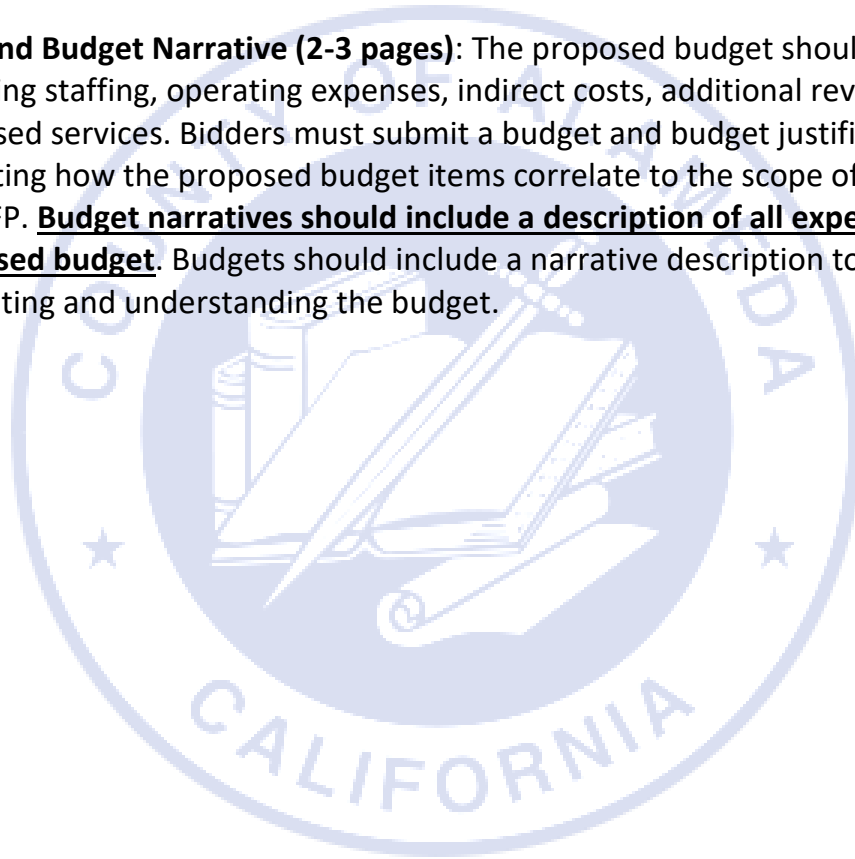 nd Budget Narrative (2-3 pages): The proposed budget shoul
ing staffing, operating expenses, indirect costs, additional rev
sed services. Bidders must submit a budget and budget justifi
ting how the proposed budget items correlate to the scope of
FP. Budget narratives should include a description of all expe
sed budget. Budgets should include a narrative description to
ting and understanding the budget.
COUNTY OF ALAMEDA
CALIFORNIA